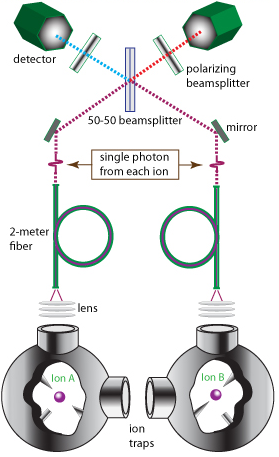 detector
polarizing
beamsplitter
50-50 beamsplitter
mirror
single photon
from each ion
2-meter
fiber
lens
Ion A
Ion B
ion
traps